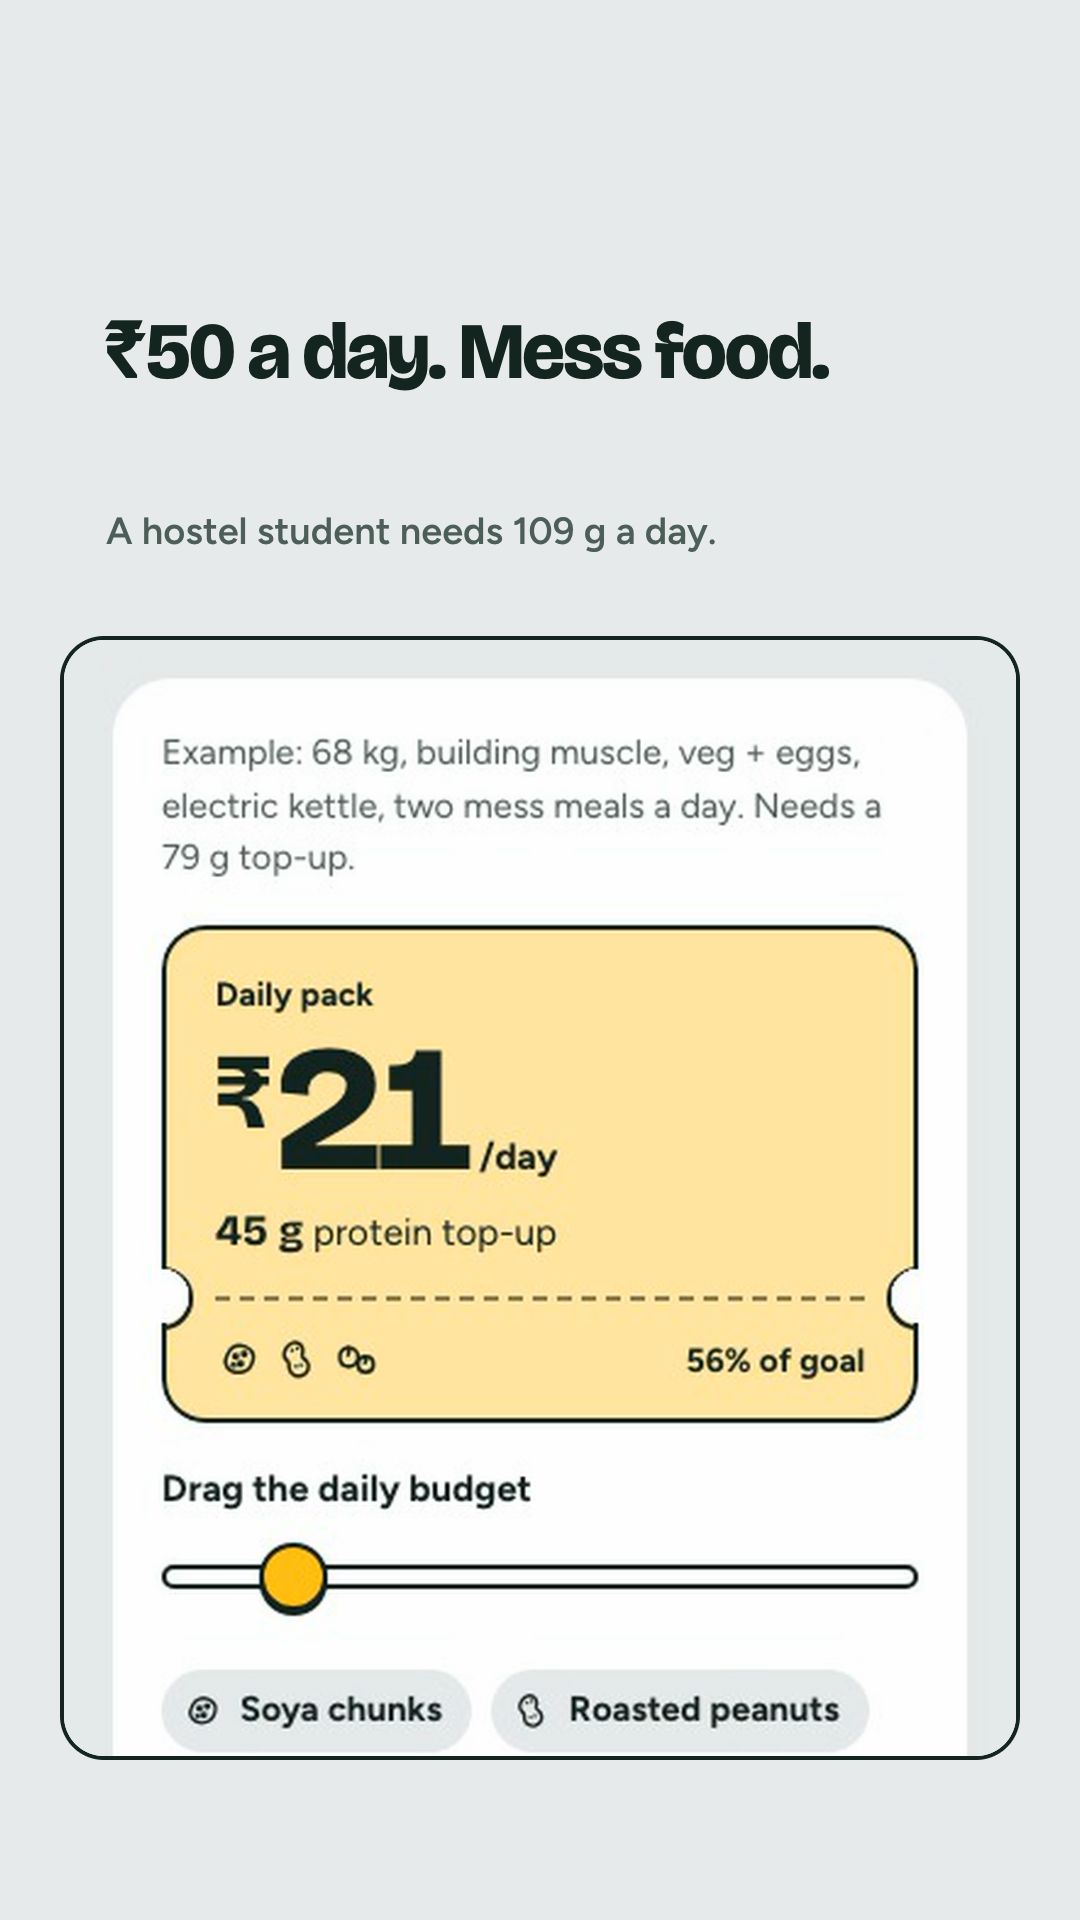 ₹50 a day. Mess food.
A hostel student needs 109 g a day.
Example: 68 kg, building muscle, veg + eggs,
electric kettle, two mess meals a day. Needs a
79 g top-up.
Daily pack
₹21 /day
45 g protein top-up
56% of goal
Drag the daily budget
Soya chunks
Roasted peanuts